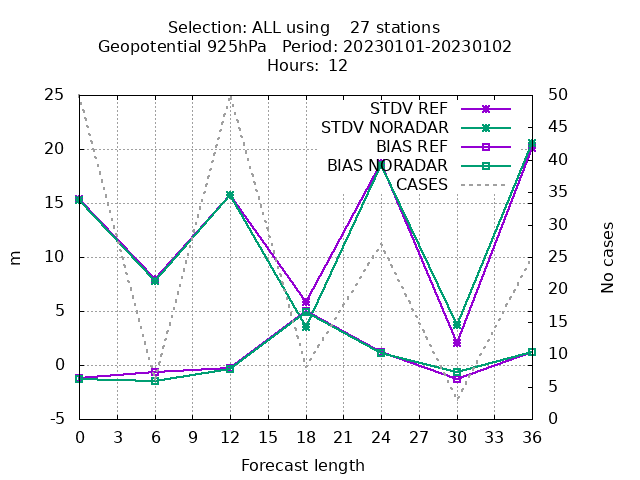 Selection: ALL using    27 stations
Geopotential 925hPa   Period: 20230101-20230102
Hours: 12
STDV REF
STDV NORADAR
BIAS REF
BIAS NORADAR
CASES
25
20
15
10
5
0
-5
m
50
45
40
35
30
25
20
15
10
5
0
No cases
0 3 6 9 12 15 18 21 24 27 30 33 36
Forecast length